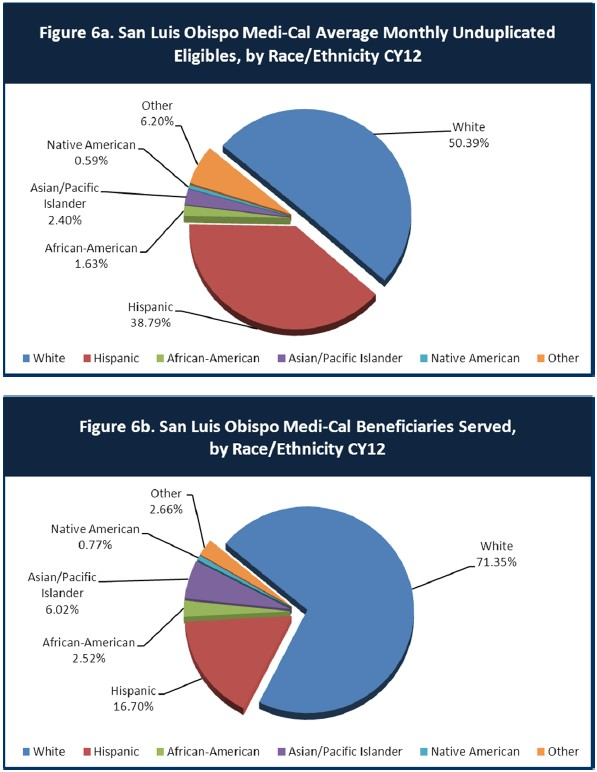 Figure 6a. San Luis Obispo Medi-Cal Average Monthly Unduplicated
Eligibles, by Race/Ethnicity CY12
Other
6.20%
White
50.39%
Native American
0.59%
Asian/Pacific
Islander
2.40%
African-American
1.63%
Hispanic
38.79%
White Hispanic African-American Asian/Pacific Islander Native American Other
Figure 6b. San Luis Obispo Medi-Cal Beneficiaries Served,
by Race/Ethnicity CY12
Other
2.66%
Native American
0.77%
White
71.35%
Asian/Pacific
Islander
6.02%
African-American
2.52%
Hispanic
16.70%
White Hispanic African-American Asian/Pacific Islander Native American Other